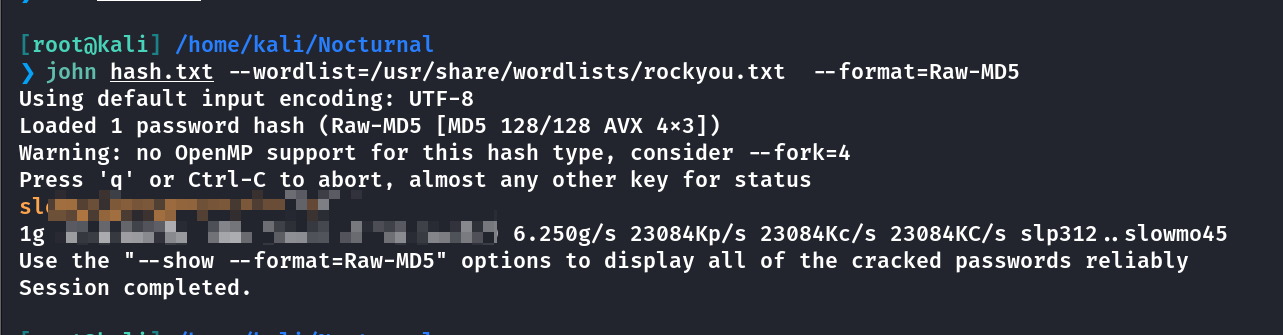 [root@kali] /home/kali/Nocturnal
❯ john hash.txt --wordlist=/usr/share/wordlists/rockyou.txt  --format=Raw-MD5
Using default input encoding: UTF-8
Loaded 1 password hash (Raw-MD5 [MD5 128/128 AVX 4×3])
Warning: no OpenMP support for this hash type, consider --fork=4
Press 'q' or Ctrl-C to abort, almost any other key for status
1g 6.250g/s 23084Kp/s 23084Kc/s 23084KC/s slp312..slowmo45
Use the "--show --format=Raw-MD5" options to display all of the cracked passwords reliably
Session completed.